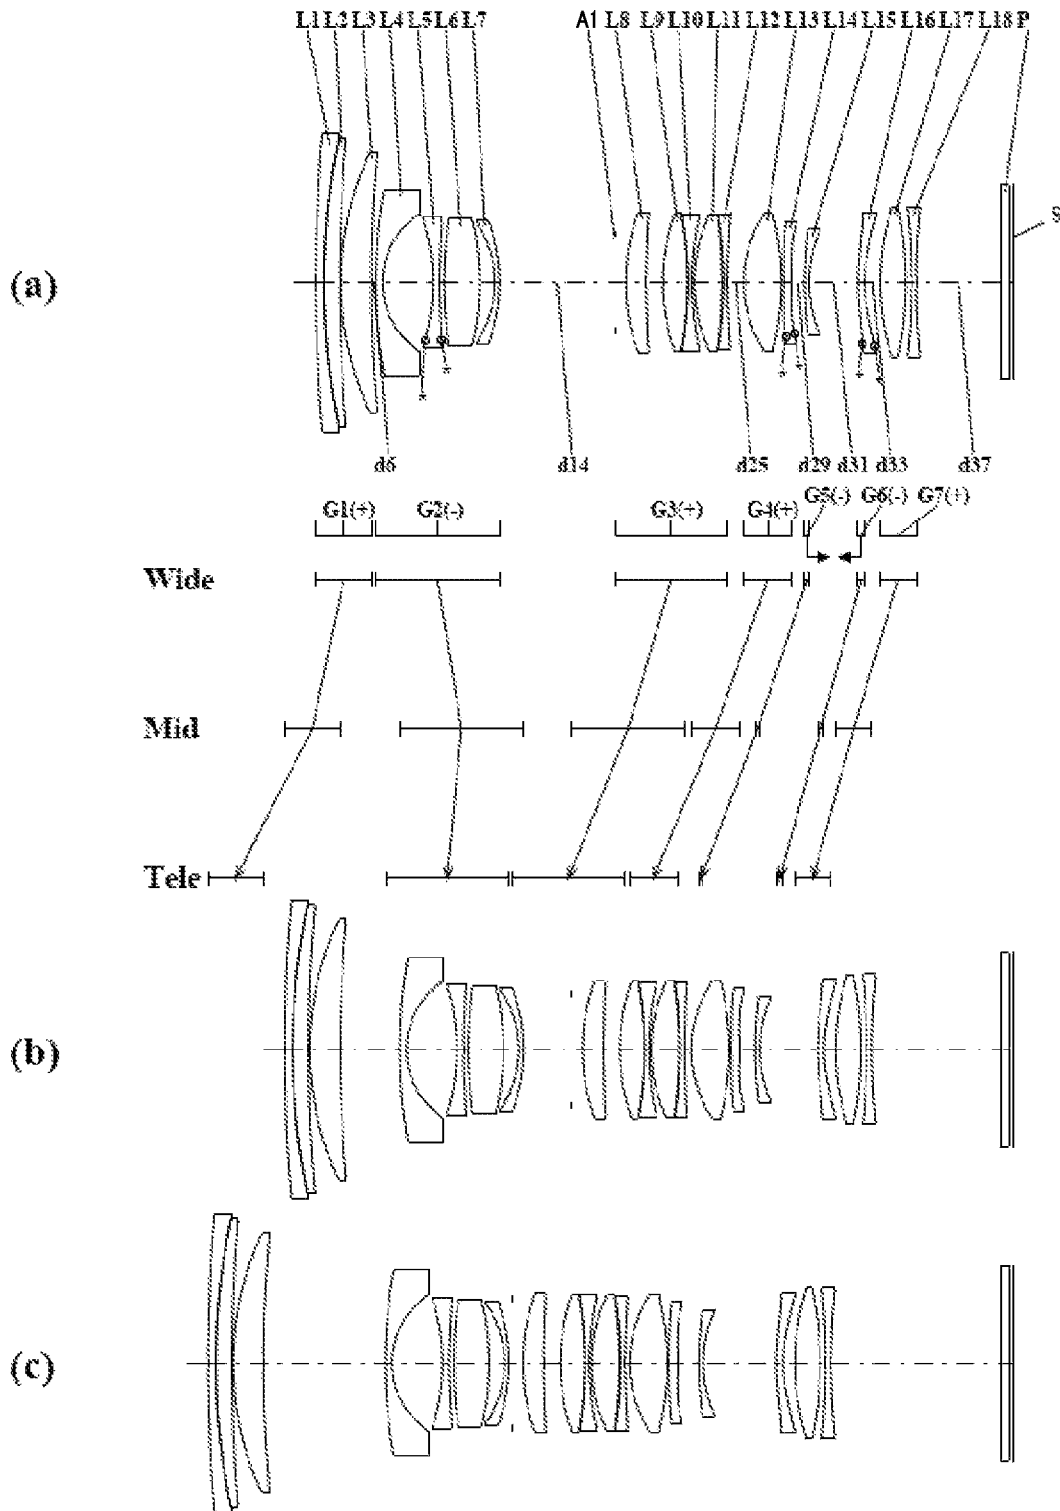 L1 L2 L3 L4 L5 L6 L7 A1 L8 L9 L10 L11 L12 L13 L14 L15 L16 L17 L18 P
S
(a)
d6 d14 d25 d29 d31 d33 d37
G1(+) G2(-) G3(+) G4(+) G5(-) G6(-) G7(+)
Wide
Mid
Tele
(b)
(c)